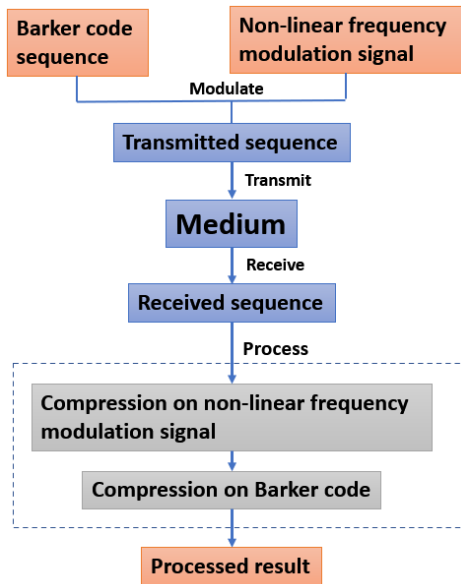 Barker code
sequence
Non-linear frequency
modulation signal
Modulate
Transmitted sequence
Transmit
Medium
Receive
Received sequence
Process
Compression on non-linear frequency
modulation signal
Compression on Barker code
Processed result